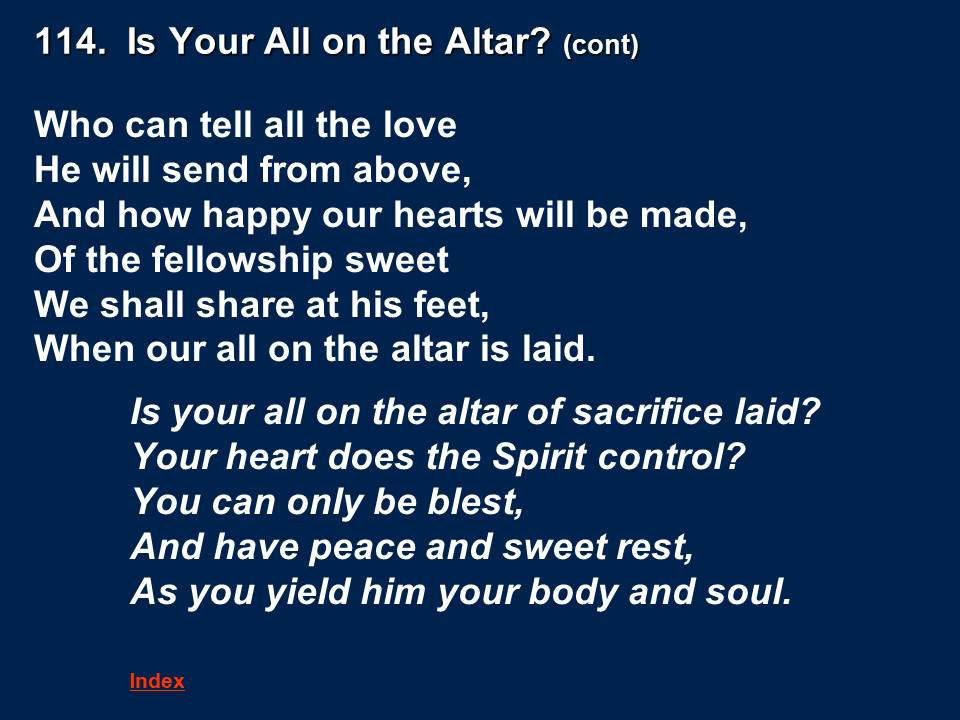 114. Is Your All on the Altar? (cont)
Who can tell all the love
He will send from above,
And how happy our hearts will be made,
Of the fellowship sweet
We shall share at his feet,
When our all on the altar is laid.
Is your all on the altar of sacrifice laid?
Your heart does the Spirit control?
You can only be blest,
And have peace and sweet rest,
As you yield him your body and soul.
Index